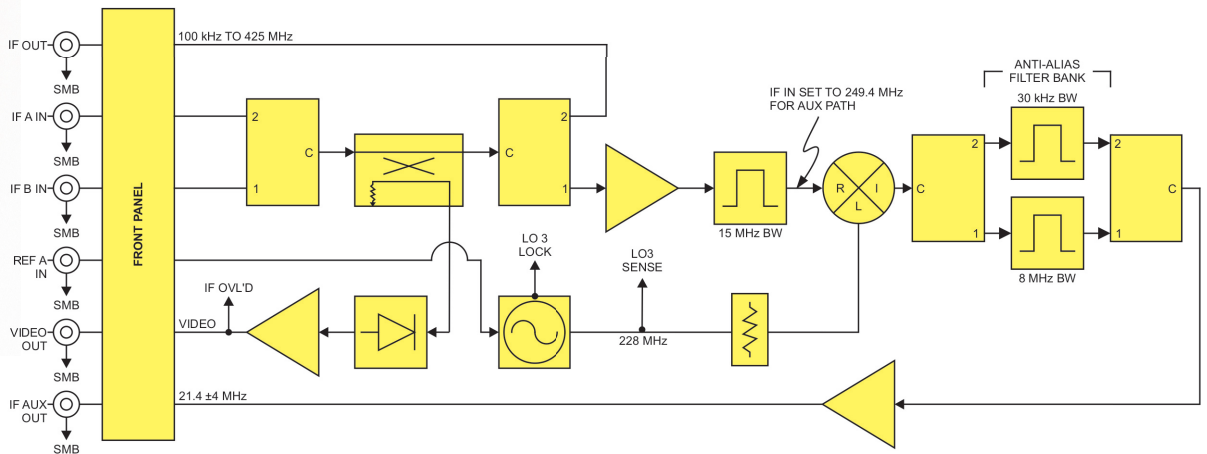 IF OUT
SMB
IF A IN
SMB
IF B IN
SMB
REF A
IN
SMB
VIDEO
OUT
SMB
IF AUX
OUT
SMB
FRONT PANEL
100 kHz TO 425 MHz
2
1
C
C
2
1
IF OVL'D
VIDEO
21.4 ±4 MHz
LO 3
LOCK
LO3
SENSE
228 MHz
15 MHz BW
IF IN SET TO 249.4 MHz
FOR AUX PATH
R
I
L
ANTI-ALIAS
FILTER BANK
30 kHz BW
C
2
1
8 MHz BW
2
C
1